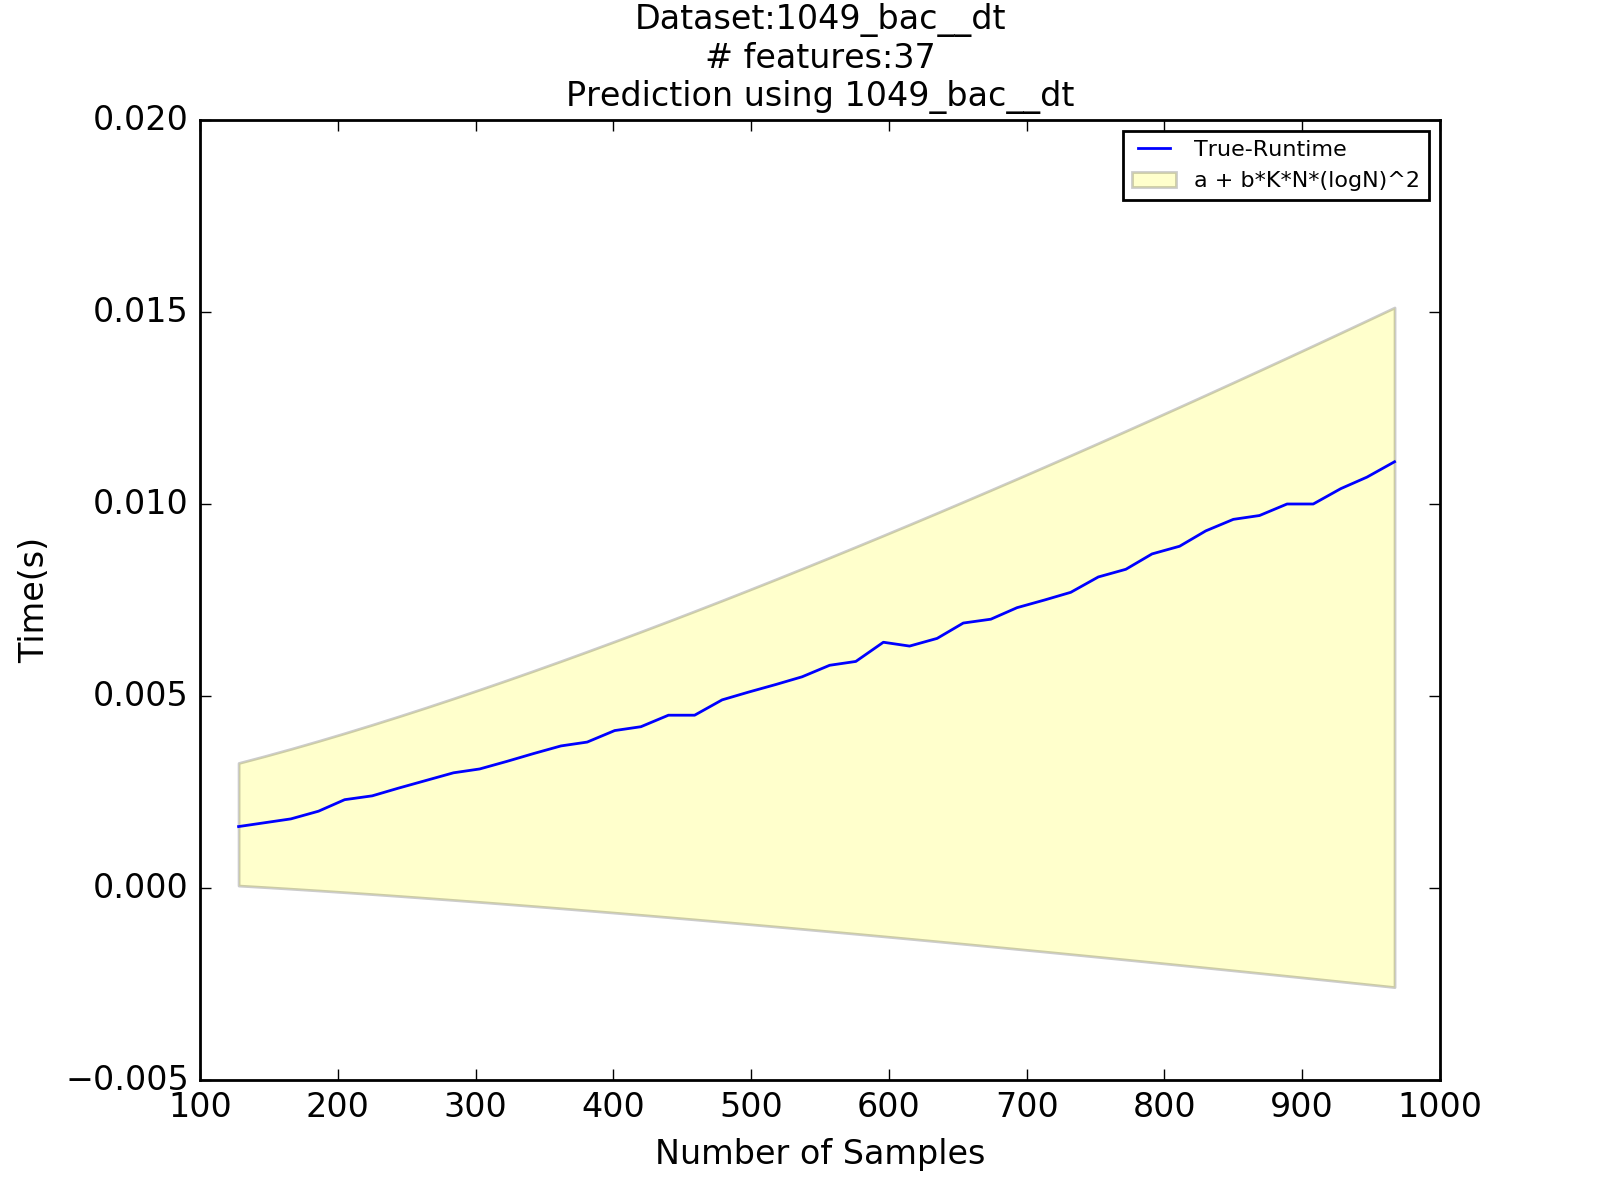 Dataset:1049_bac__dt
# features:37
Prediction using 1049_bac__dt
True-Runtime
a + b*K*N*(logN)^2
0.020
0.015
0.010
0.005
0.000
−0.005
Time(s)
100 200 300 400 500 600 700 800 900 1000
Number of Samples